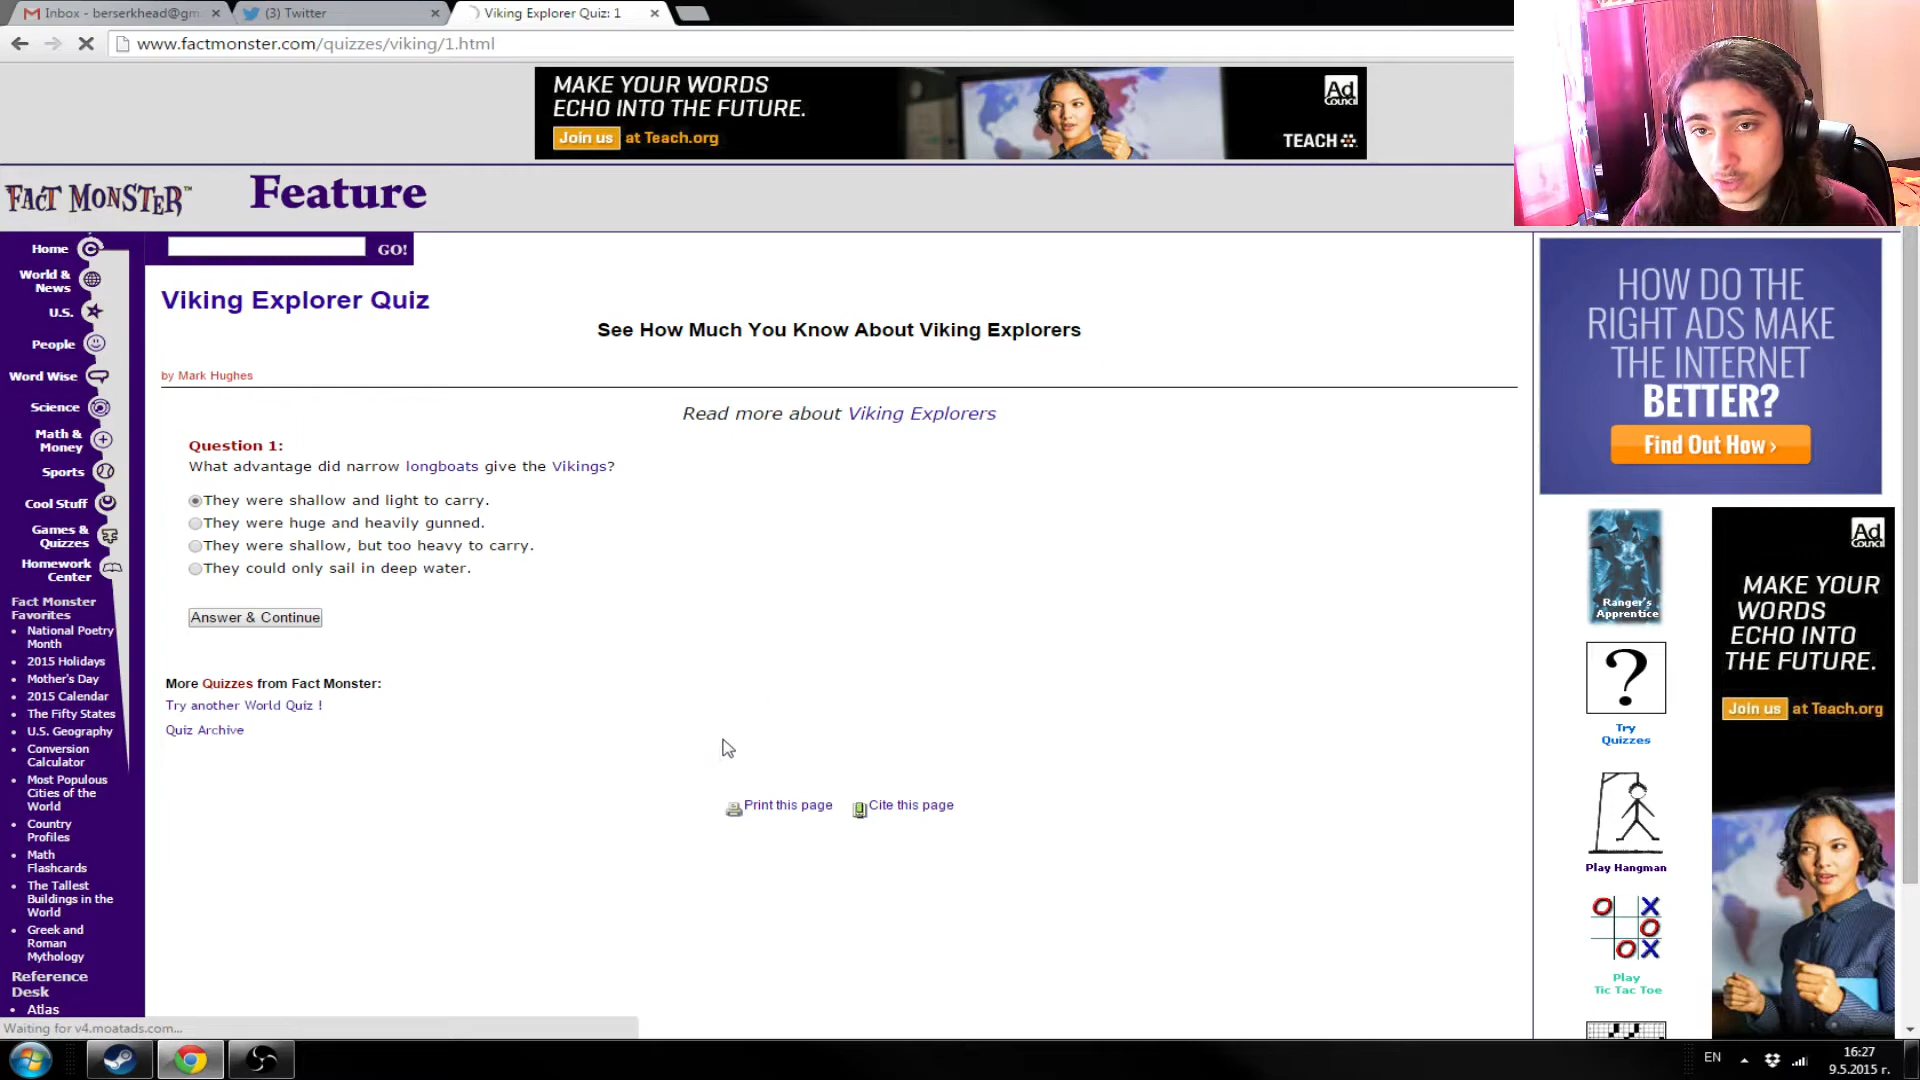 Inbox - berserkhead@gm
(3) Twitter
Viking Explorer Quiz: 1
www.factmonster.com/quizzes/viking/1.html
MAKE YOUR WORDS
ECHO INTO THE FUTURE.
Join us at Teach.org
Ad
Council
TEACH
FACT MONSTER™
Feature
Home
World &
News
U.S.
People
Word Wise
Science
Math &
Money
Sports
Cool Stuff
Games &
Quizzes
Homework
Center
Fact Monster
Favorites
National Poetry
Month
2015 Holidays
Mother's Day
2015 Calendar
The Fifty States
U.S. Geography
Conversion
Calculator
Most Populous
Cities of the
World
Country
Profiles
Math
Flashcards
The Tallest
Buildings in the
World
Greek and
Roman
Mythology
Reference
Desk
Atlas
GO!
Viking Explorer Quiz
See How Much You Know About Viking Explorers
by Mark Hughes
Read more about Viking Explorers
Question 1:
What advantage did narrow longboats give the Vikings?
They were shallow and light to carry.
They were huge and heavily gunned.
They were shallow, but too heavy to carry.
They could only sail in deep water.
Answer & Continue
More Quizzes from Fact Monster:
Try another World Quiz !
Quiz Archive
Print this page
Cite this page
HOW DO THE
RIGHT ADS MAKE
THE INTERNET
BETTER?
Find Out How ›
Ranger's
Apprentice
?
Try
Quizzes
Play Hangman
O X
O
O X
Play
Tic Tac Toe
Ad
Council
MAKE YOUR
WORDS
ECHO INTO
THE FUTURE.
Join us at Teach.org
Waiting for v4.moatads.com...
EN
16:27
9.5.2015 г.